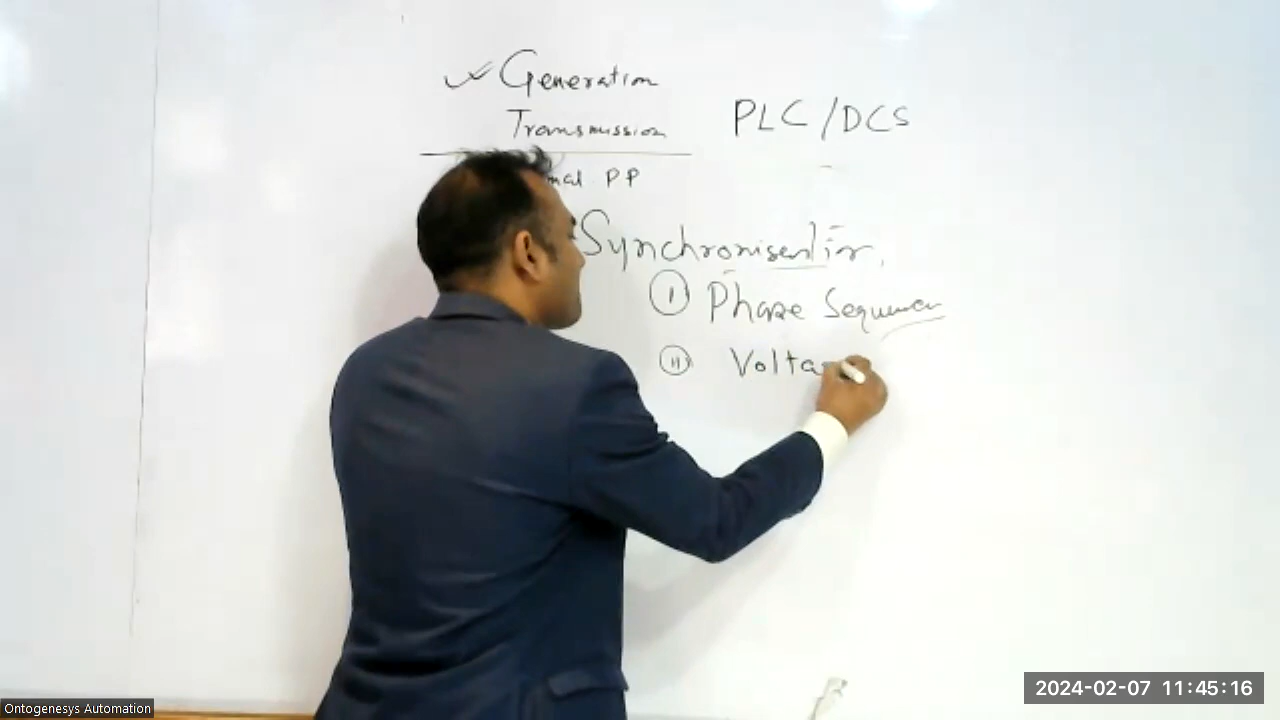 Generation
Transmission
PLC/DCS
mal PP
Synchronisation,
I Phase Sequence
II Volta
Ontogenesys Automation
2024-02-07 11:45:16